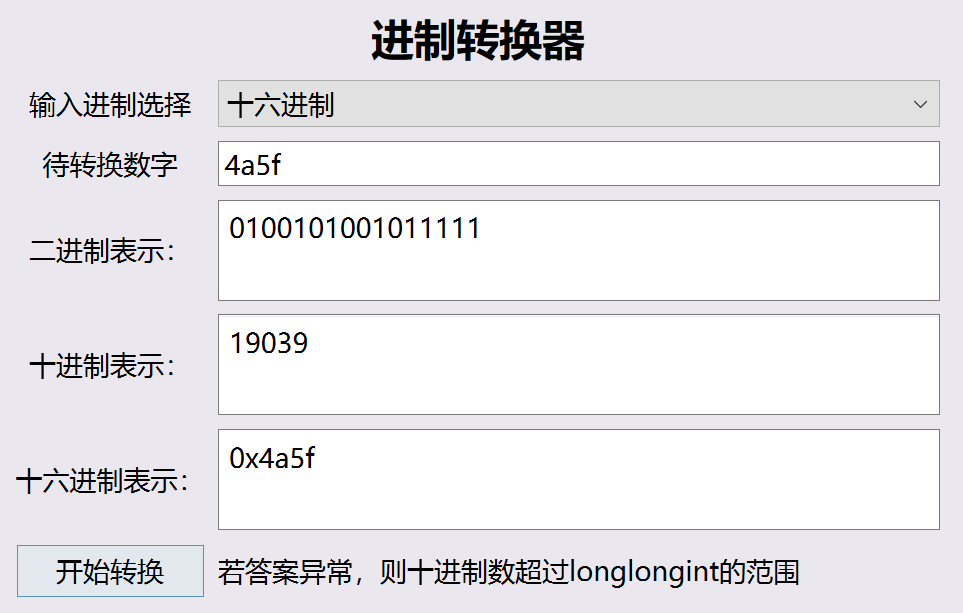 进制转换器
输入进制选择 十六进制
待转换数字 4a5f
二进制表示： 0100101001011111
十进制表示： 19039
十六进制表示： 0x4a5f
开始转换 若答案异常，则十进制数超过longlongint的范围